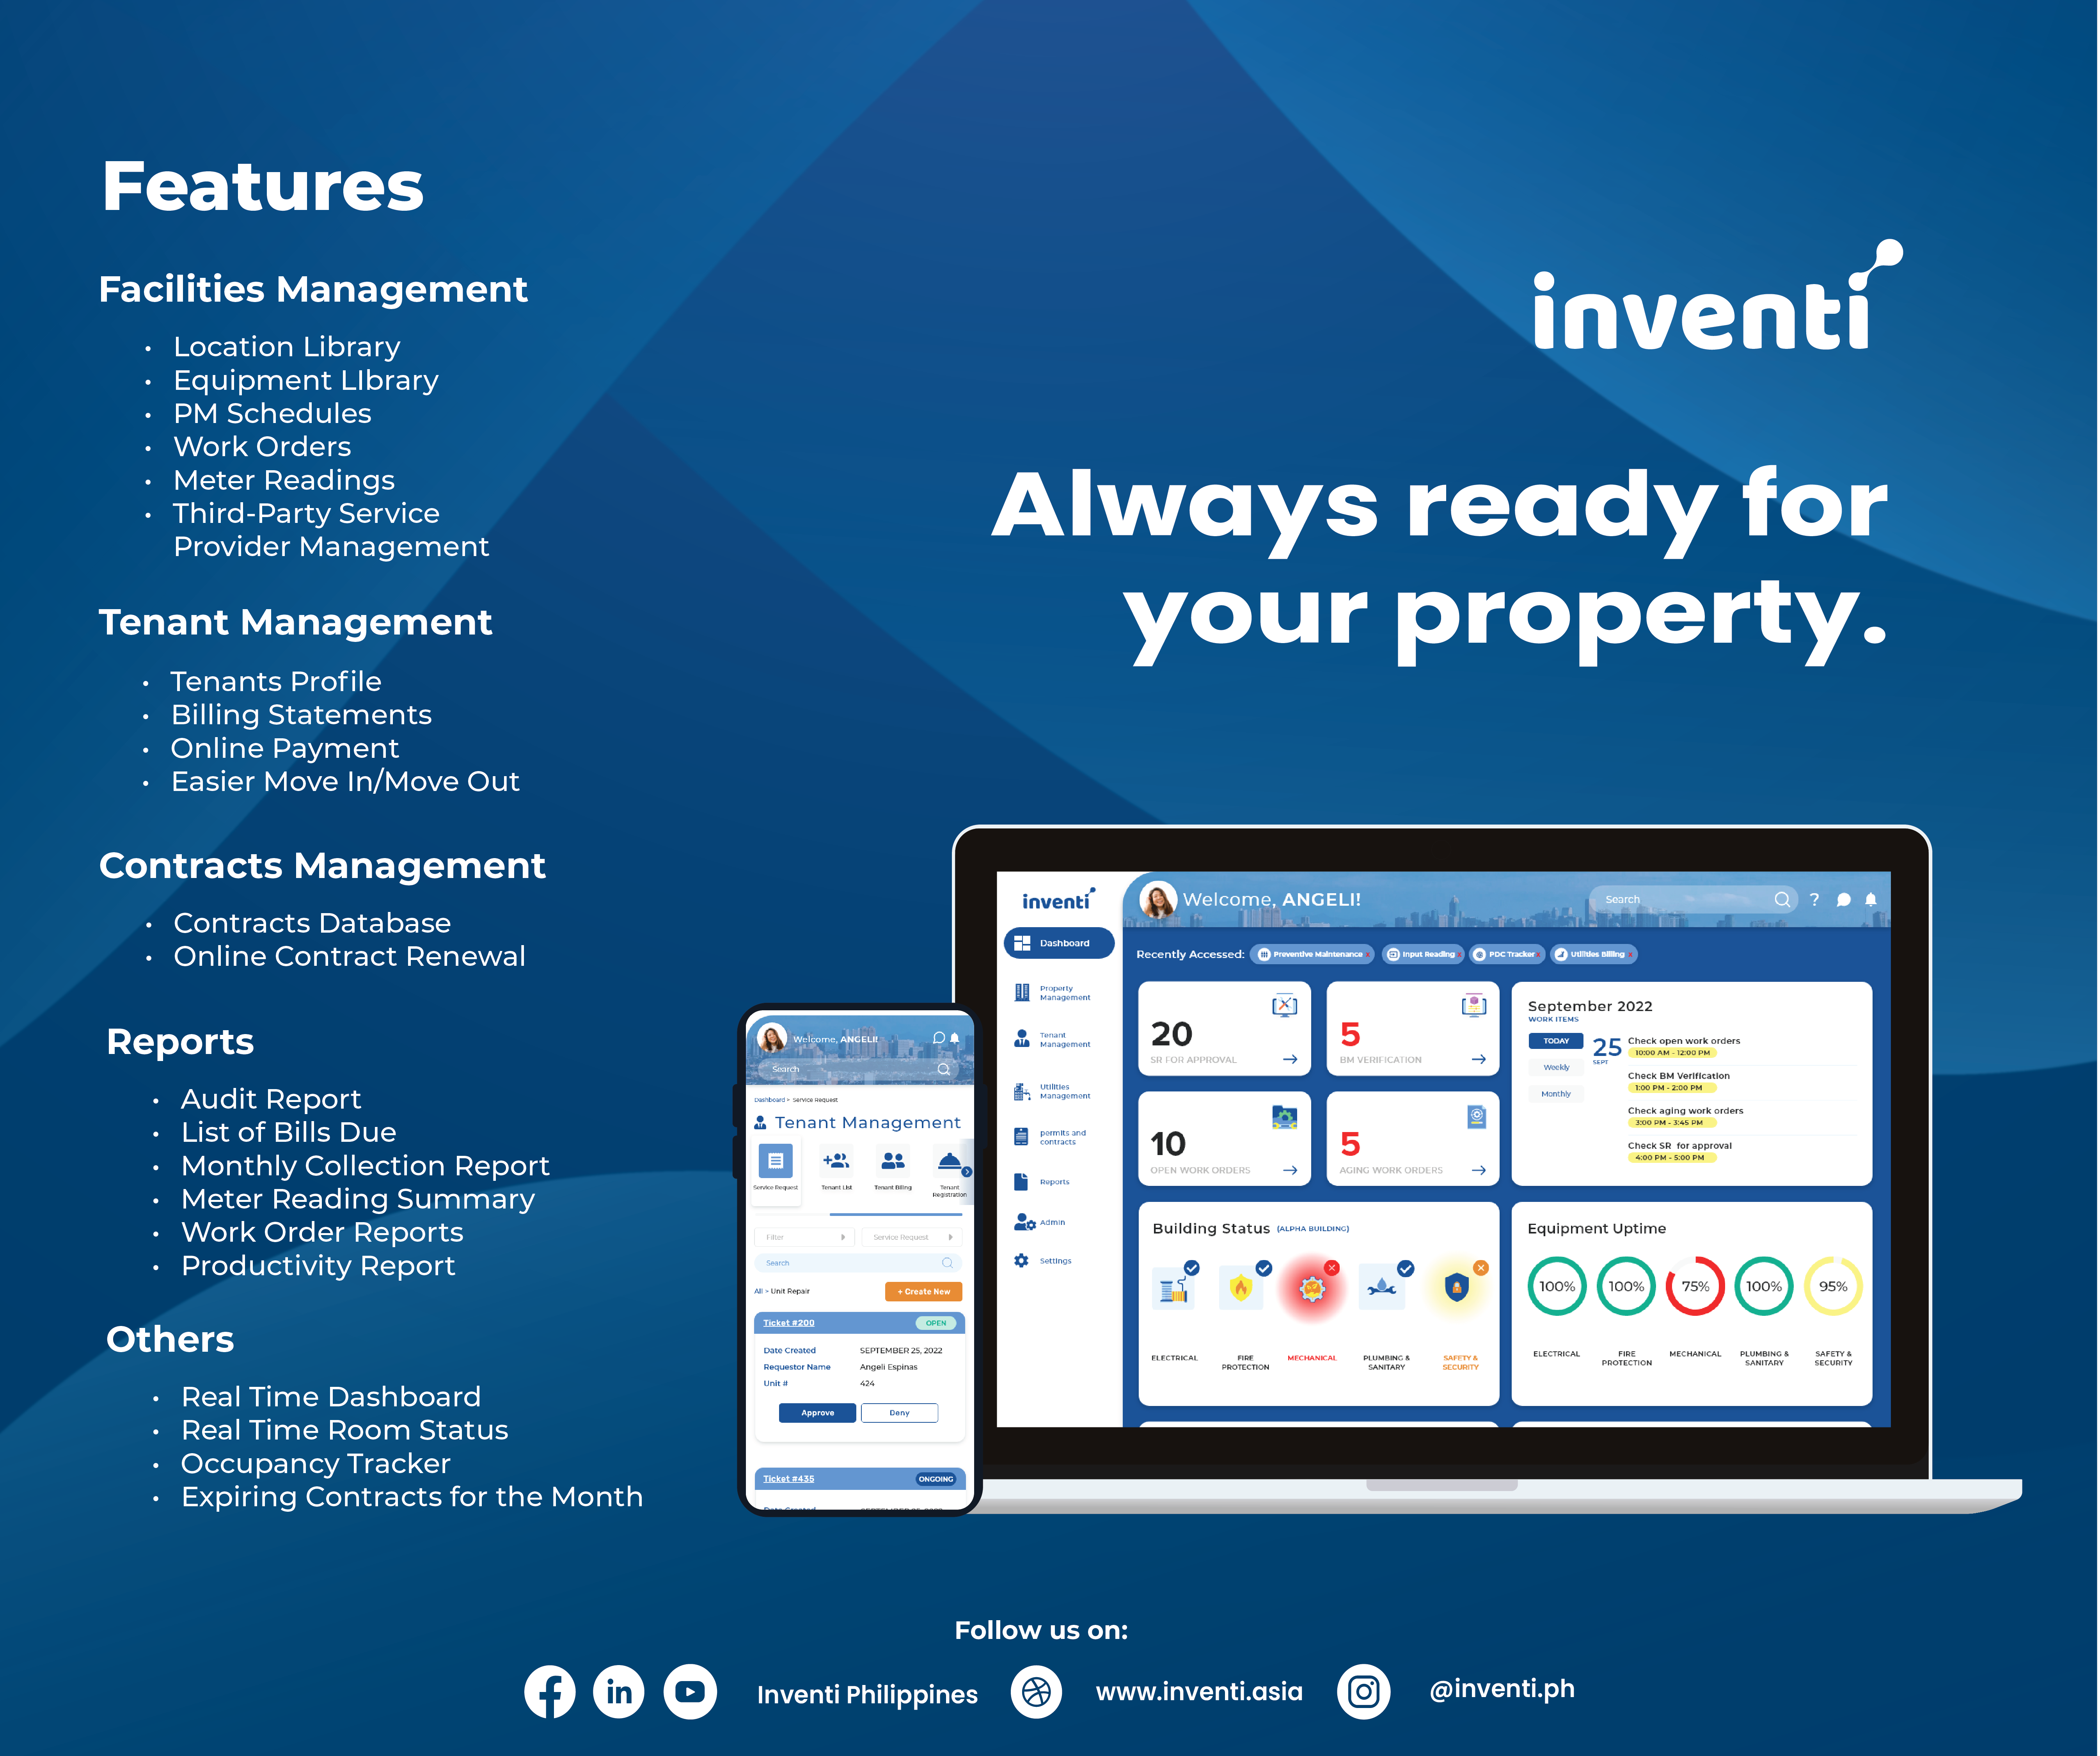 Features
Facilities Management
• Location Library
• Equipment LIbrary
• PM Schedules
• Work Orders
• Meter Readings
• Third-Party Service
Provider Management
Tenant Management
• Tenants Profile
• Billing Statements
• Online Payment
• Easier Move In/Move Out
Contracts Management
• Contracts Database
• Online Contract Renewal
Reports
• Audit Report
• List of Bills Due
• Monthly Collection Report
• Meter Reading Summary
• Work Order Reports
• Productivity Report
Others
• Real Time Dashboard
• Real Time Room Status
• Occupancy Tracker
• Expiring Contracts for the Month
inventi
Always ready for
your property.
Welcome, ANGELI!
Search
Dashboard > Service Request
Tenant Management
Service Request
Tenant List
Tenant Billing
Tenant
Registration
Filter
Service Request
Search
All > Unit Repair
+ Create New
Ticket #200
OPEN
Date Created SEPTEMBER 25, 2022
Requestor Name Angeli Espinas
Unit # 424
Approve
Deny
Ticket #435
ONGOING
inventi
Dashboard
Property
Management
Tenant
Management
Utilities
Management
permits and
contracts
Reports
Admin
Settings
Welcome, ANGELI!
Search
?
Recently Accessed:
Preventive Maintenance x
Input Reading x
PDC Tracker x
Utilities Billing x
20
SR FOR APPROVAL
5
BM VERIFICATION
10
OPEN WORK ORDERS
5
AGING WORK ORDERS
September 2022
WORK ITEMS
TODAY
Weekly
Monthly
25
SEPT
Check open work orders
10:00 AM - 12:00 PM
Check BM Verification
1:00 PM - 2:00 PM
Check aging work orders
3:00 PM - 3:45 PM
Check SR for approval
4:00 PM - 5:00 PM
Building Status (ALPHA BUILDING)
ELECTRICAL
FIRE
PROTECTION
MECHANICAL
PLUMBING &
SANITARY
SAFETY &
SECURITY
Equipment Uptime
100%
100%
75%
100%
95%
ELECTRICAL
FIRE
PROTECTION
MECHANICAL
PLUMBING &
SANITARY
SAFETY &
SECURITY
Follow us on:
Inventi Philippines
www.inventi.asia
@inventi.ph